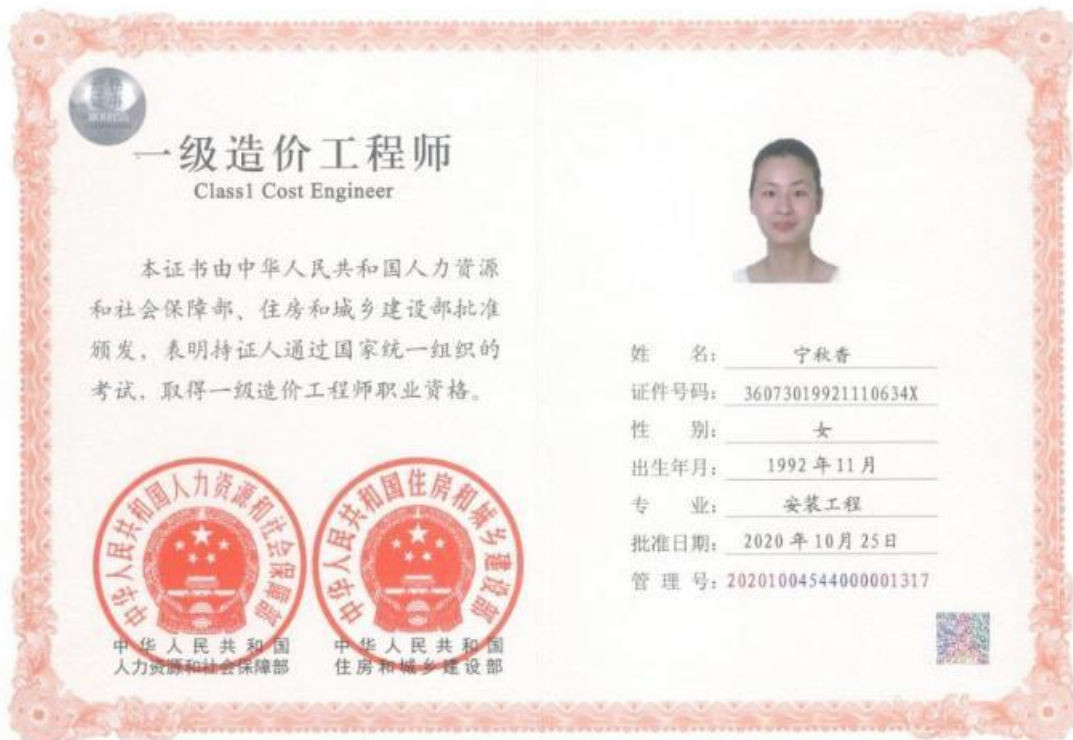 一级造价工程师
Class1 Cost Engineer
本证书由中华人民共和国人力资源
和社会保障部、住房和城乡建设部批准
颁发，表明持证人通过国家统一组织的
考试，取得一级造价工程师职业资格。
中华人民共和国人力资源和社会保障部
中华人民共和国住房和城乡建设部
中华人民共和国
人力资源和社会保障部
中华人民共和国
住房和城乡建设部
姓 名： 宁秋香
证件号码： 36073019921110634X
性 别： 女
出生年月： 1992年11月
专 业： 安装工程
批准日期： 2020年10月25日
管 理 号： 20201004544000001317